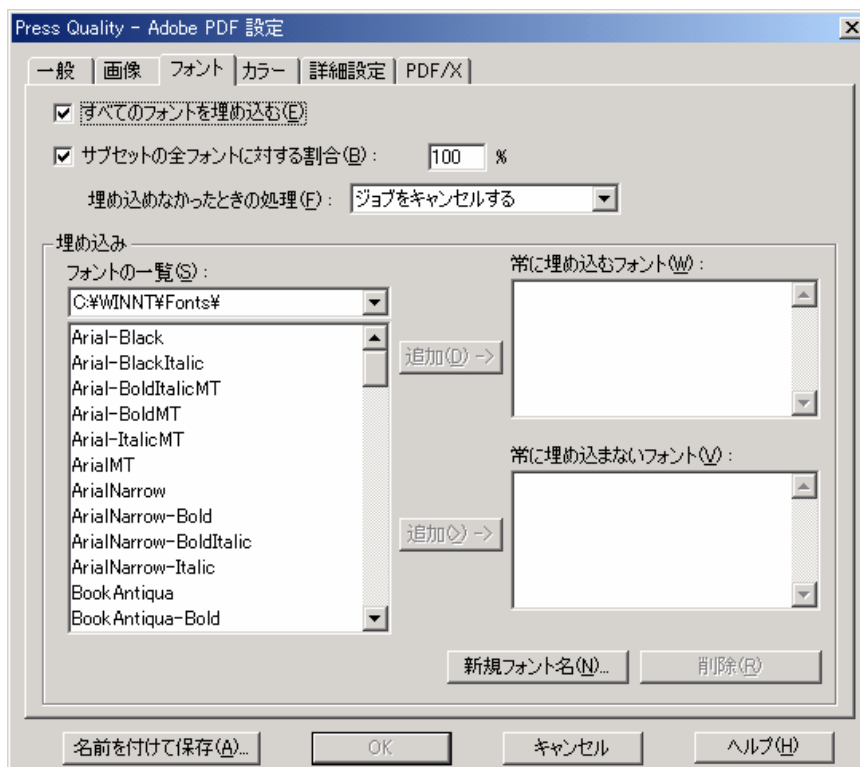 Press Quality - Adobe PDF 設定
一般 画像 フォント カラー 詳細設定 PDF/X
すべてのフォントを埋め込む(E)
サブセットの全フォントに対する割合(B): 100 %
埋め込めなかったときの処理(F): ジョブをキャンセルする
埋め込み
フォントの一覧(S):
C:¥WINNT¥Fonts¥
Arial-Black
Arial-BlackItalic
Arial-BoldItalicMT
Arial-BoldMT
Arial-ItalicMT
ArialMT
ArialNarrow
ArialNarrow-Bold
ArialNarrow-BoldItalic
ArialNarrow-Italic
BookAntiqua
BookAntiqua-Bold
追加(D) ->
追加(>) ->
常に埋め込むフォント(W):
常に埋め込まないフォント(V):
新規フォント名(N)... 削除(R)
名前を付けて保存(A)... OK キャンセル ヘルプ(H)